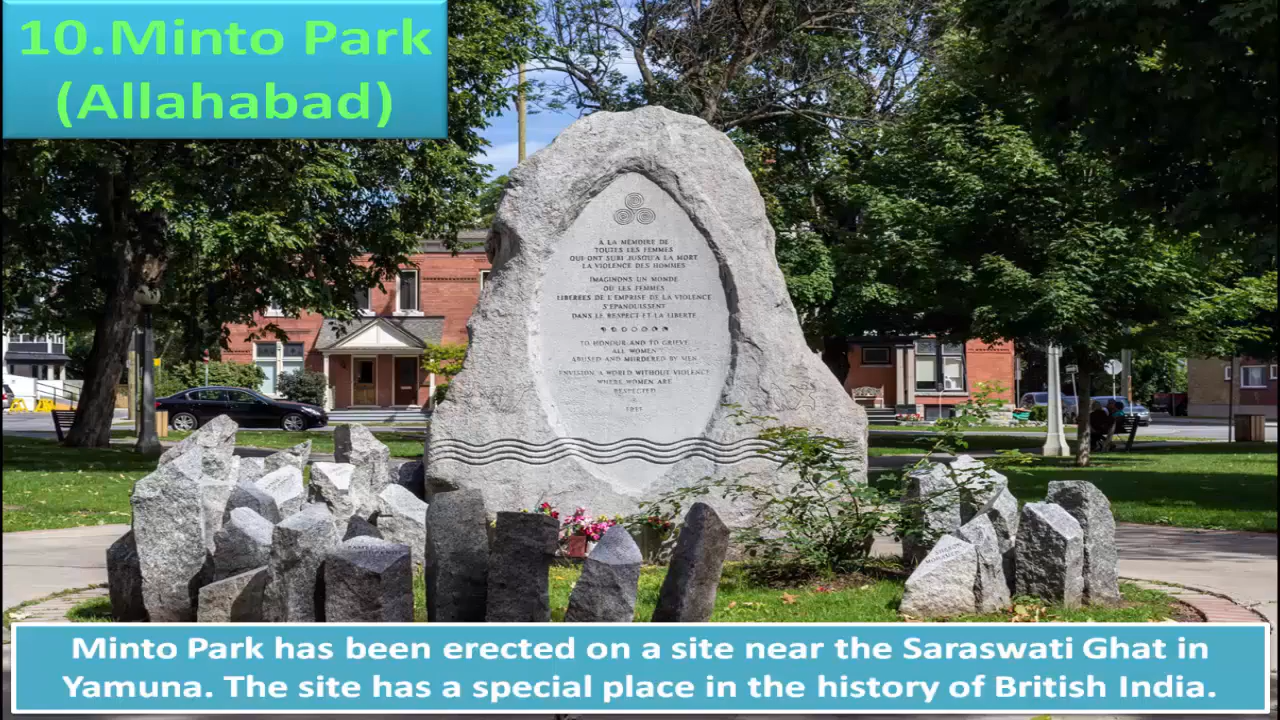 10.Minto Park
(Allahabad)
À LA MÉMOIRE DE
TOUTES LES FEMMES
QUI ONT SUBI JUSQU'À LA MORT
LA VIOLENCE DES HOMMES
IMAGINONS UN MONDE
OÙ LES FEMMES
LIBÉRÉES DE L'EMPRISE DE LA VIOLENCE
S'ÉPANOUISSENT
DANS LE RESPECT ET LA LIBERTÉ
TO HONOUR AND TO GRIEVE
ALL WOMEN
ABUSED AND MURDERED BY MEN
ENVISION A WORLD WITHOUT VIOLENCE
WHERE WOMEN ARE
RESPECTED
Minto Park has been erected on a site near the Saraswati Ghat in
Yamuna. The site has a special place in the history of British India.